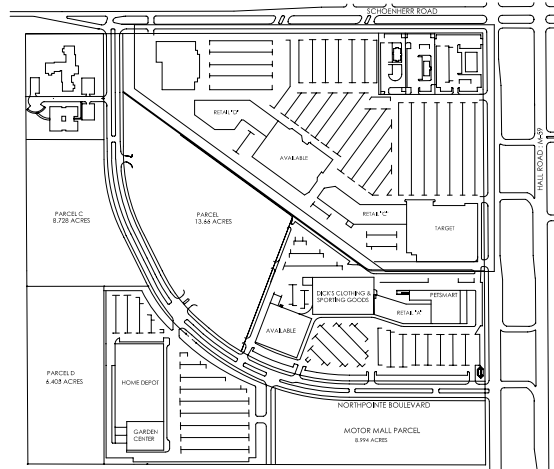 SCHOENHERR ROAD
HALL ROAD : M-59
RETAIL 'D'
AVAILABLE
PARCEL C
8.728 ACRES
PARCEL
13.66 ACRES
RETAIL 'C'
TARGET
DICK'S CLOTHING &
SPORTING GOODS
PETSMART
RETAIL 'A'
AVAILABLE
PARCEL D
6.403 ACRES
HOME DEPOT
GARDEN
CENTER
NORTHPOINTE BOULEVARD
MOTOR MALL PARCEL
8.994 ACRES